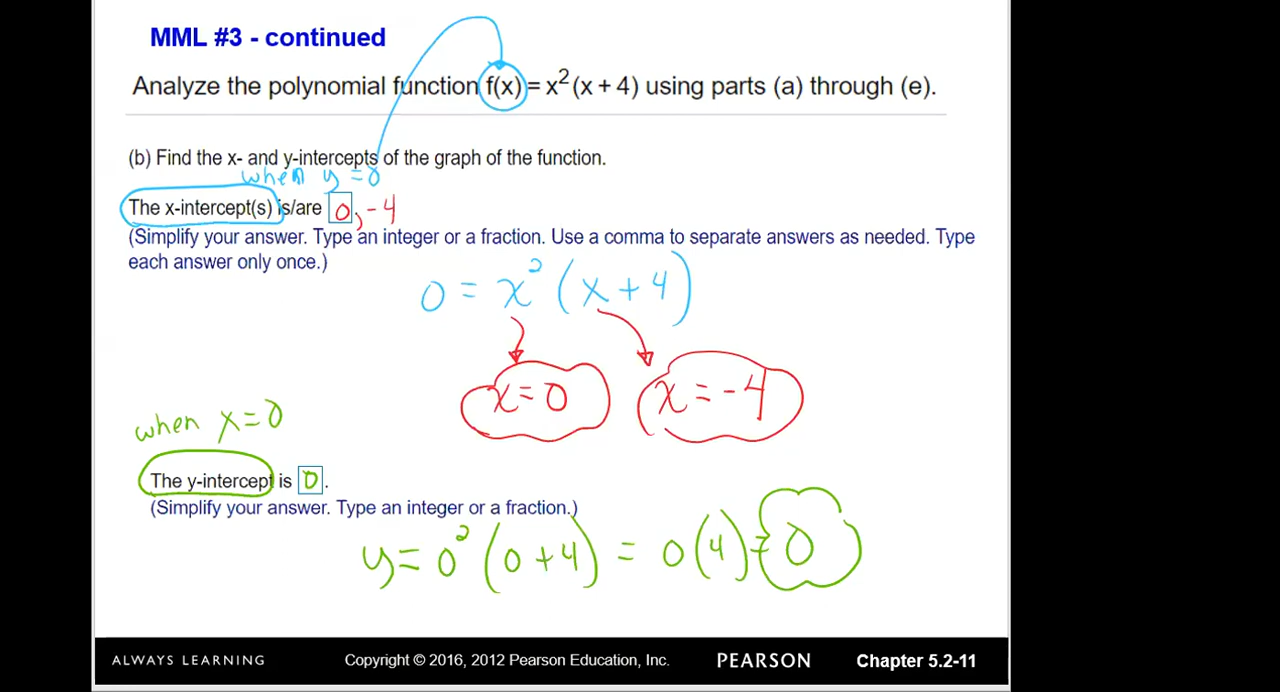 MML #3 - continued
Analyze the polynomial function f(x) = x²(x + 4) using parts (a) through (e).
(b) Find the x- and y-intercepts of the graph of the function.
when y = 0
The x-intercept(s) is/are 0, -4
(Simplify your answer. Type an integer or a fraction. Use a comma to separate answers as needed. Type
each answer only once.)
0 = x² (x + 4)
x = 0 x = -4
when x = 0
The y-intercept is 0.
(Simplify your answer. Type an integer or a fraction.)
y = 0² (0 + 4) = 0 (4) = 0
ALWAYS LEARNING Copyright © 2016, 2012 Pearson Education, Inc. PEARSON Chapter 5.2-11